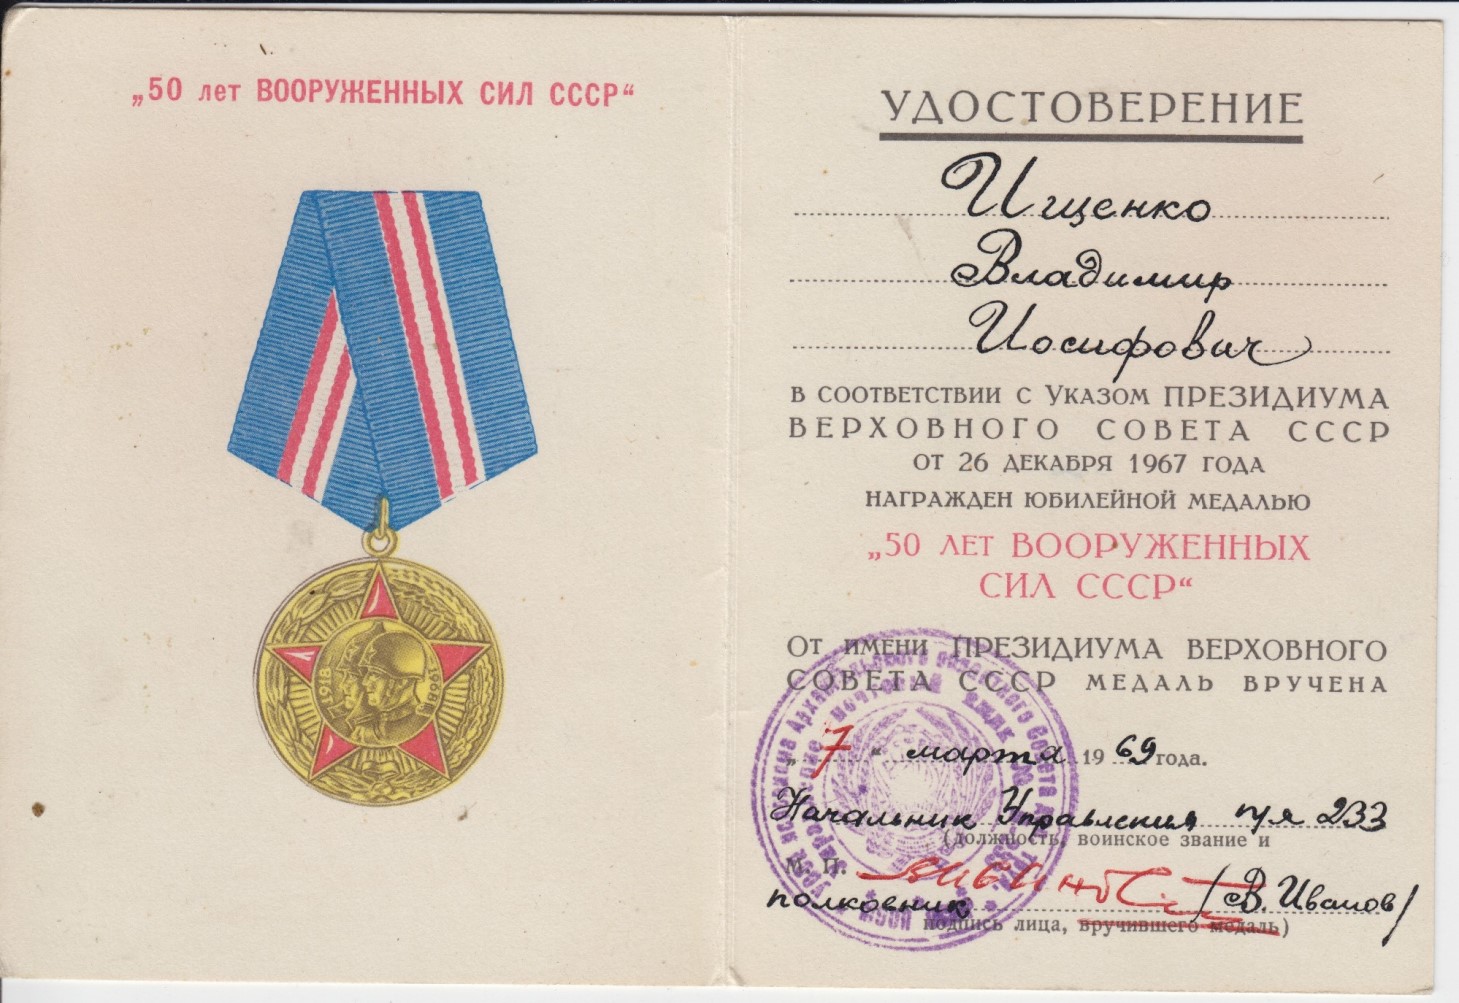 „50 лет ВООРУЖЕННЫХ СИЛ СССР“
1918
1968
УДОСТОВЕРЕНИЕ
Ищенко
Владимир
Иосифович
В СООТВЕТСТВИИ С УКАЗОМ ПРЕЗИДИУМА
ВЕРХОВНОГО СОВЕТА СССР
ОТ 26 ДЕКАБРЯ 1967 ГОДА
НАГРАЖДЕН ЮБИЛЕЙНОЙ МЕДАЛЬЮ
„50 ЛЕТ ВООРУЖЕННЫХ
СИЛ СССР“
ОТ ИМЕНИ ПРЕЗИДИУМА ВЕРХОВНОГО
СОВЕТА СССР МЕДАЛЬ ВРУЧЕНА
„7“ марта 1969 года.
Начальник Управления п/я 233
(должность, воинское звание и
М. П.
полковник /В. Иванов/
подпись лица, вручившего медаль)